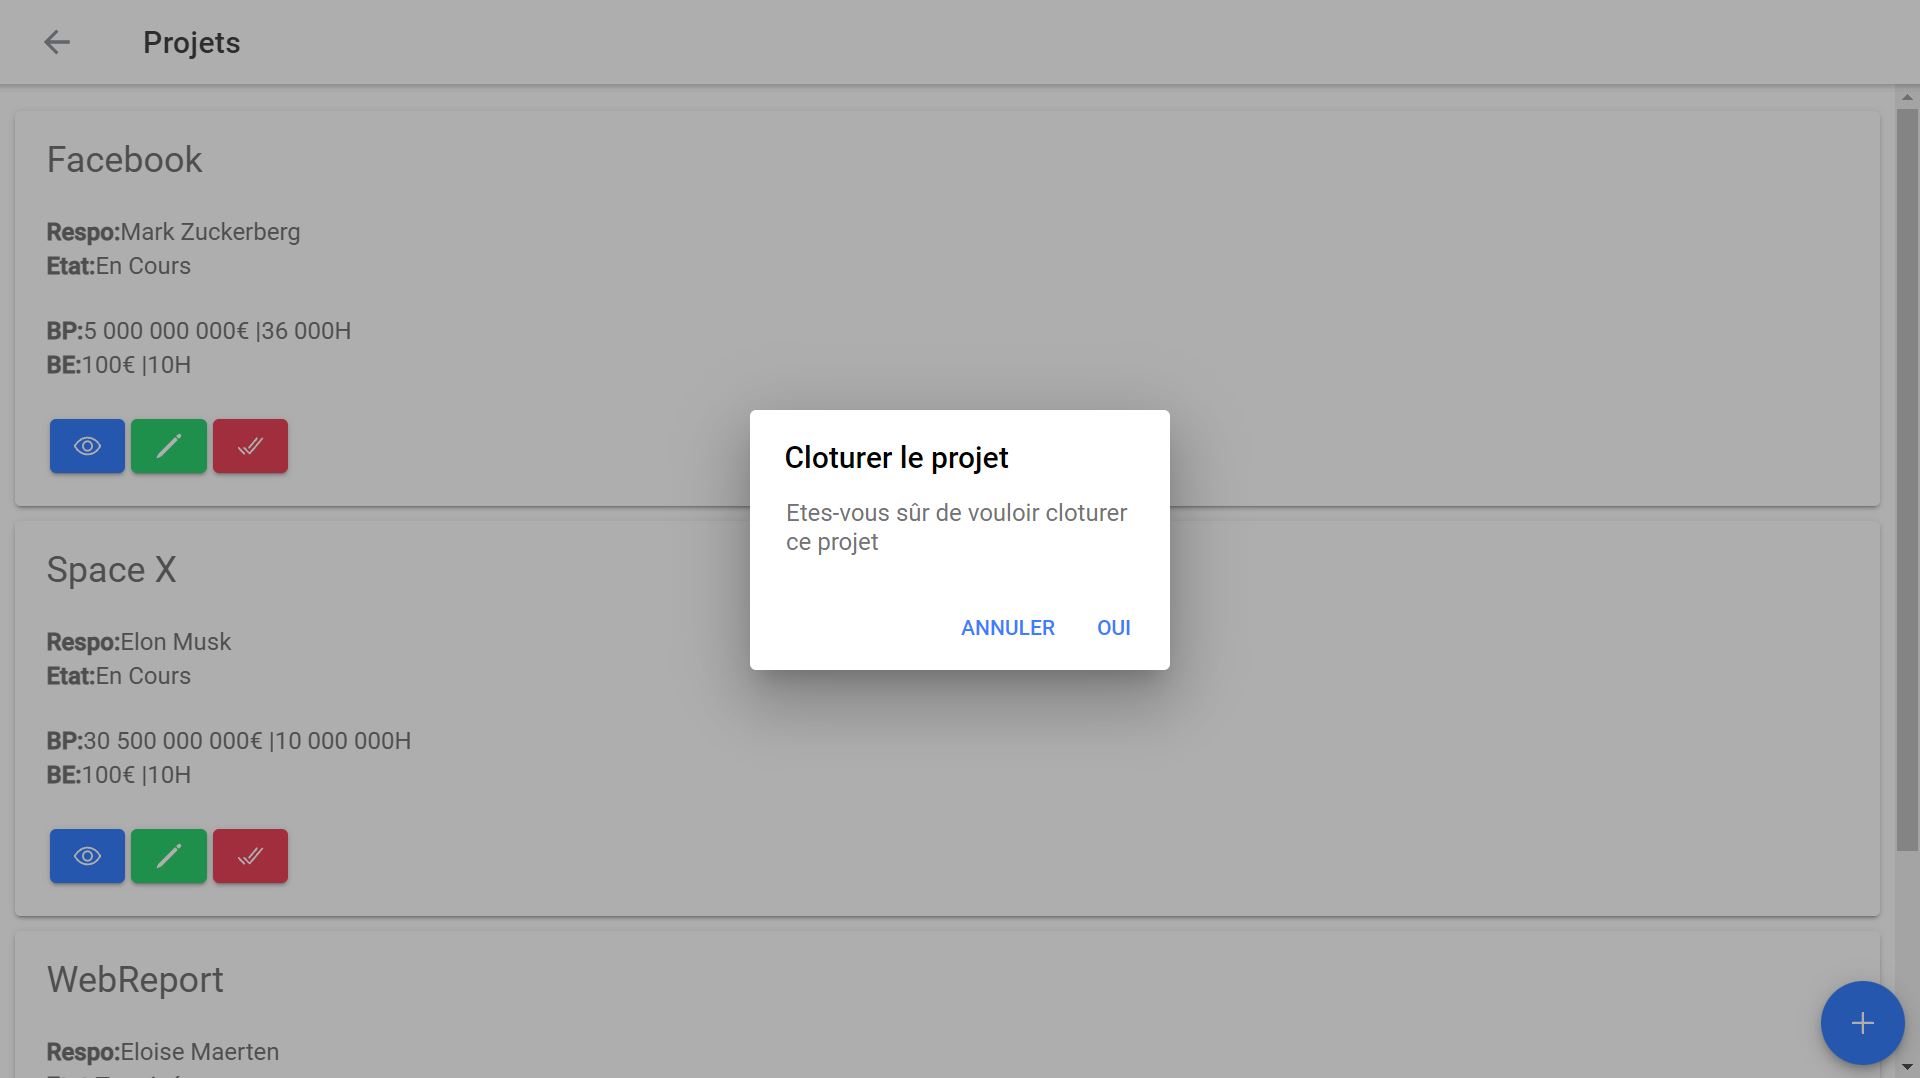 Projets
Facebook
Respo:Mark Zuckerberg
Etat:En Cours
BP:5 000 000 000€ |36 000H
BE:100€ |10H
Cloturer le projet
Etes-vous sûr de vouloir cloturer
ce projet
ANNULER OUI
Space X
Respo:Elon Musk
Etat:En Cours
BP:30 500 000 000€ |10 000 000H
BE:100€ |10H
WebReport
Respo:Eloise Maerten